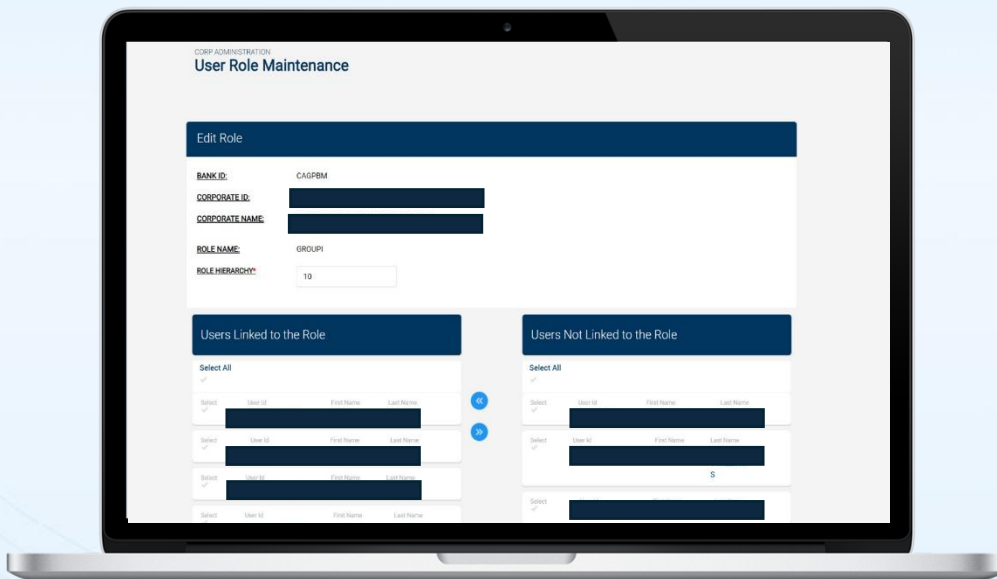 CORP ADMINISTRATION
User Role Maintenance
Edit Role
BANK ID: CAGPBM
CORPORATE ID:
CORPORATE NAME:
ROLE NAME: GROUPI
ROLE HIERARCHY* 10
Users Linked to the Role Users Not Linked to the Role
Select All Select All
Select User Id First Name Last Name Select User Id First Name Last Name
Select User Id First Name Last Name Select User Id First Name Last Name
S
Select User Id First Name Last Name Select
Select User Id First Name Last Name